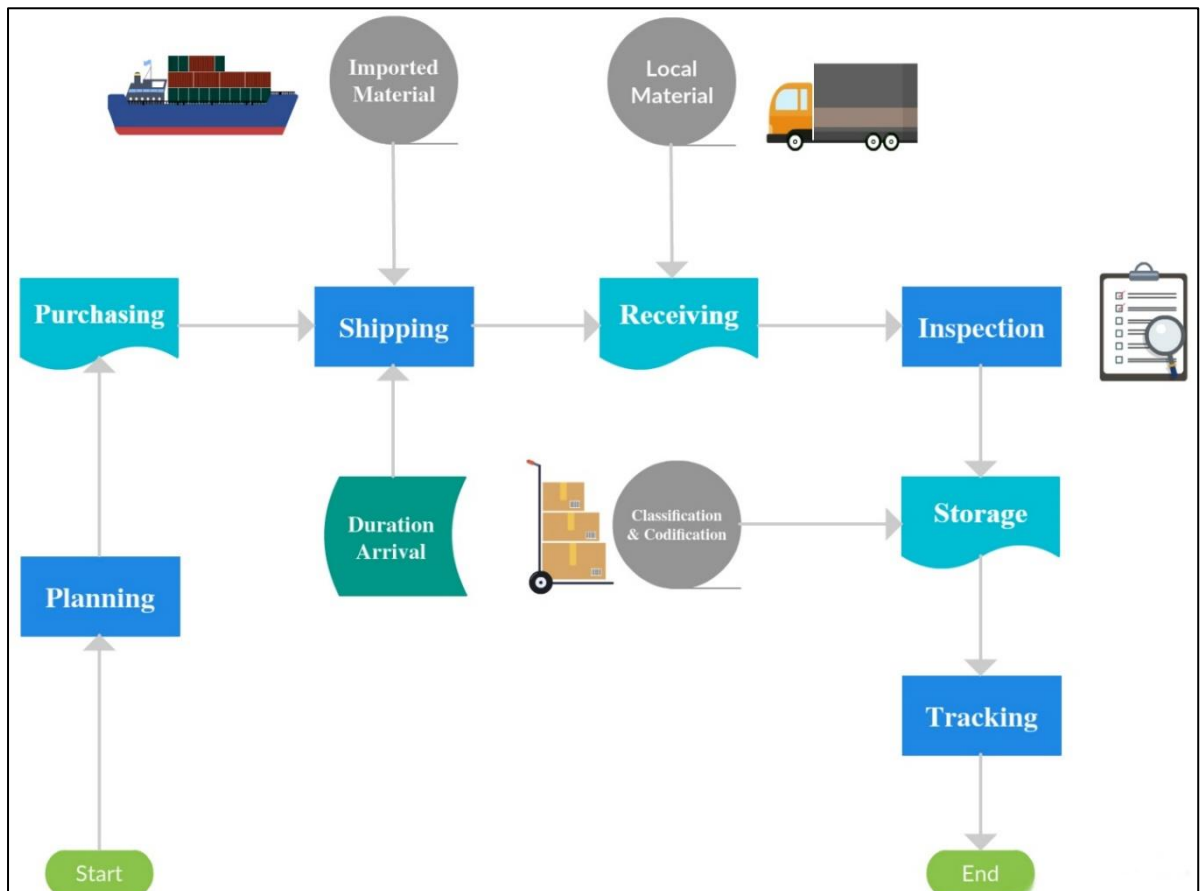 Imported
Material
Local
Material
Purchasing
Shipping
Receiving
Inspection
Duration
Arrival
Classification
& Codification
Storage
Planning
Tracking
Start
End